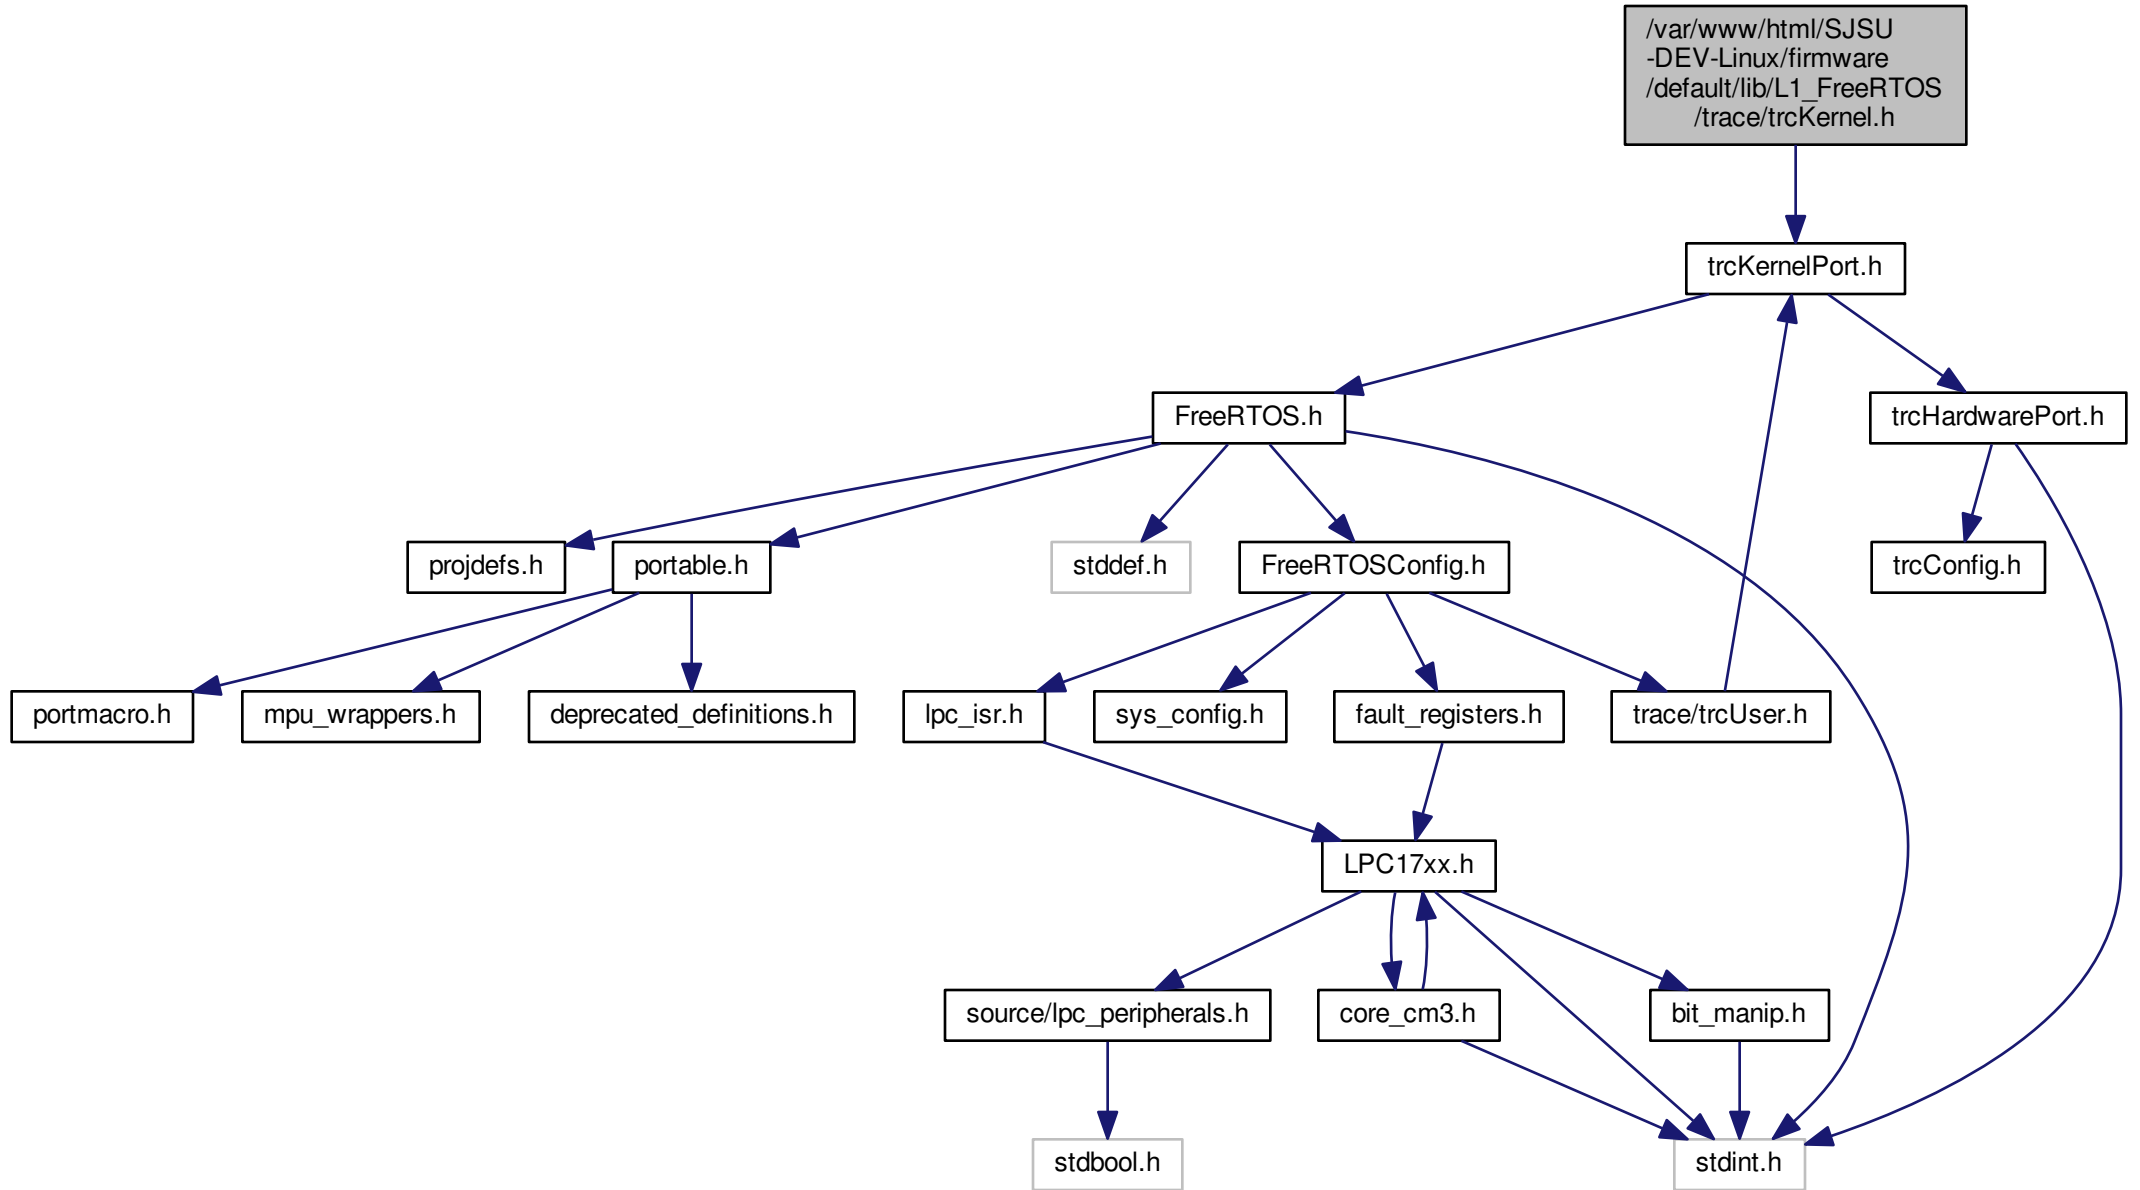 /var/www/html/SJSU
-DEV-Linux/firmware
/default/lib/L1_FreeRTOS
/trace/trcKernel.h
trcKernelPort.h
FreeRTOS.h
trcHardwarePort.h
projdefs.h
portable.h
stddef.h
FreeRTOSConfig.h
trcConfig.h
portmacro.h
mpu_wrappers.h
deprecated_definitions.h
lpc_isr.h
sys_config.h
fault_registers.h
trace/trcUser.h
LPC17xx.h
source/lpc_peripherals.h
core_cm3.h
bit_manip.h
stdbool.h
stdint.h